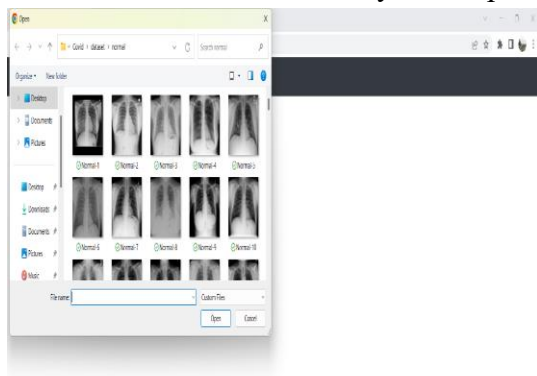 Open
Covid › dataset › normal
Search normal
Organize
New folder
Desktop
Documents
Pictures
Desktop
Downloads
Documents
Pictures
Music
Normal-1
Normal-2
Normal-3
Normal-4
Normal-5
Normal-6
Normal-7
Normal-8
Normal-9
Normal-10
File name:
Custom Files
Open
Cancel